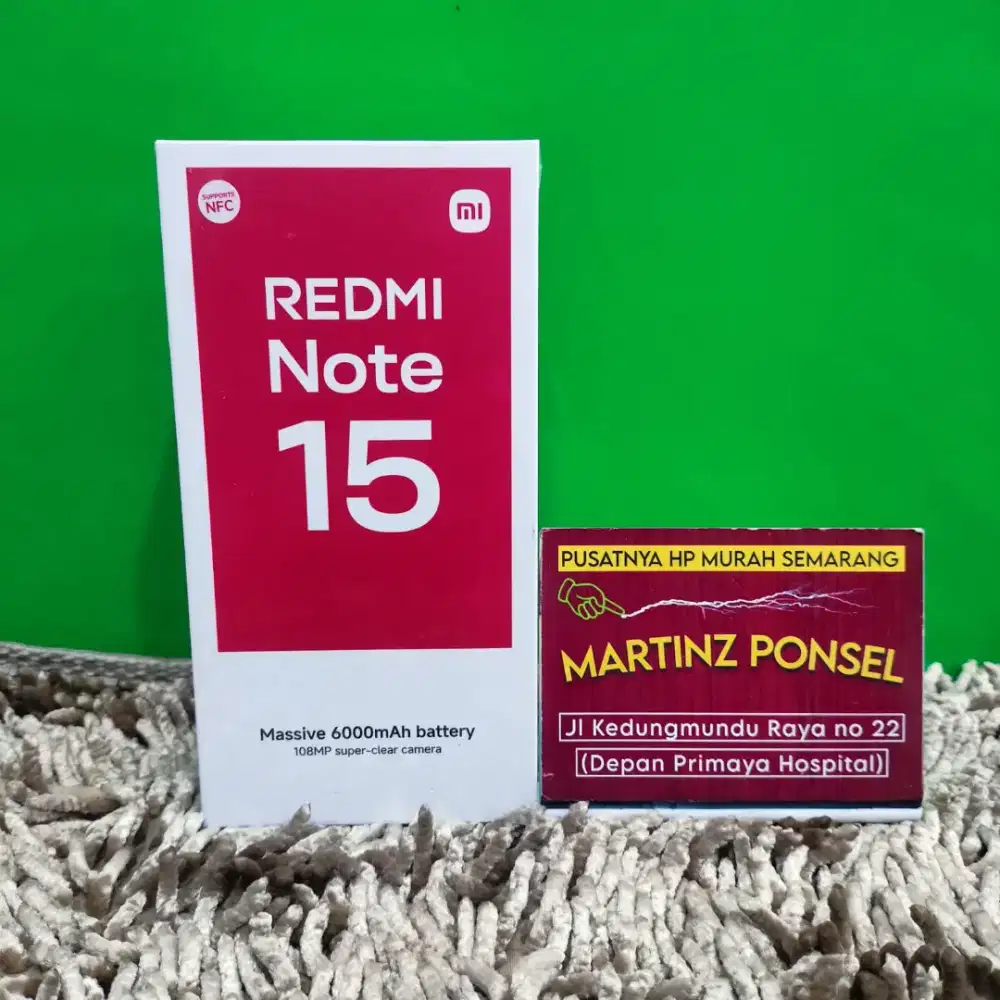 SUPPORTS
NFC
mi
REDMI
Note
15
Massive 6000mAh battery
108MP super-clear camera
PUSATNYA HP MURAH SEMARANG
MARTINZ PONSEL
Jl Kedungmundu Raya no 22
(Depan Primaya Hospital)